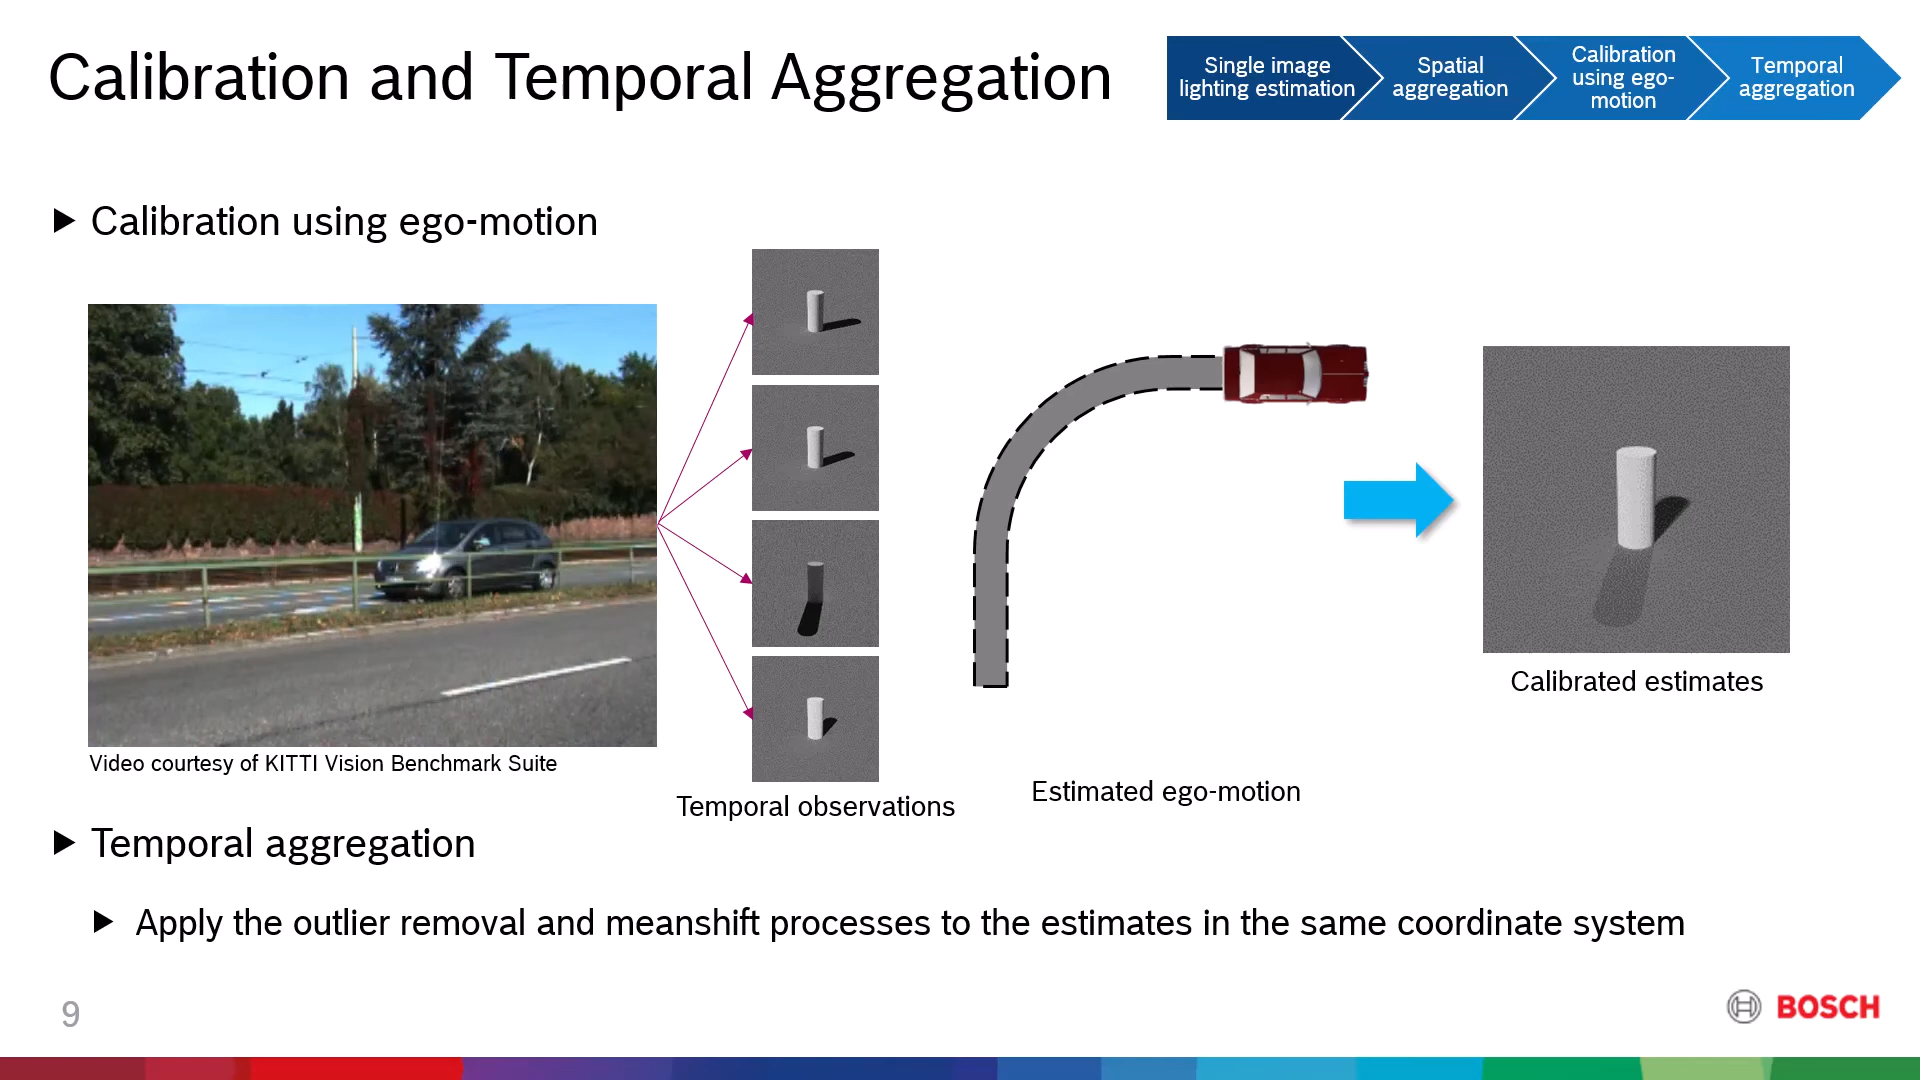 Calibration and Temporal Aggregation
Single image
lighting estimation
Spatial
aggregation
Calibration
using ego-
motion
Temporal
aggregation
Calibration using ego-motion
Video courtesy of KITTI Vision Benchmark Suite
Temporal observations
Estimated ego-motion
Calibrated estimates
Temporal aggregation
Apply the outlier removal and meanshift processes to the estimates in the same coordinate system
9
BOSCH